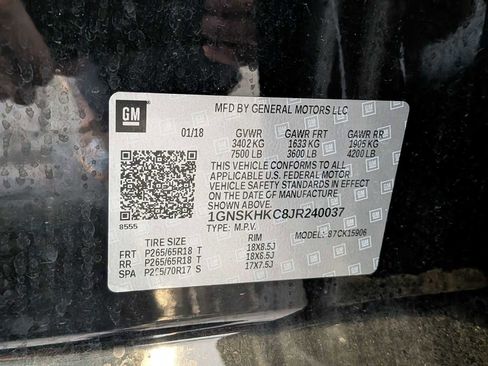 GM
MFD BY GENERAL MOTORS LLC
01/18 GVWR GAWR FRT GAWR RR
3402 KG 1633 KG 1905 KG
7500 LB 3600 LB 4200 LB
THIS VEHICLE CONFORMS TO ALL
APPLICABLE U.S. FEDERAL MOTOR
VEHICLE SAFETY STANDARDS IN
EFFECT ON THE DATE OF
MANUFACTURE SHOWN ABOVE.
8555
1GNSKHKC8JR240037
TYPE: M.P.V. MODEL: 87CK15906
TIRE SIZE RIM
FRT P265/65R18 T 18X8.5J
RR P265/65R18 T 18X8.5J
SPA P265/70R17 S 17X7.5J